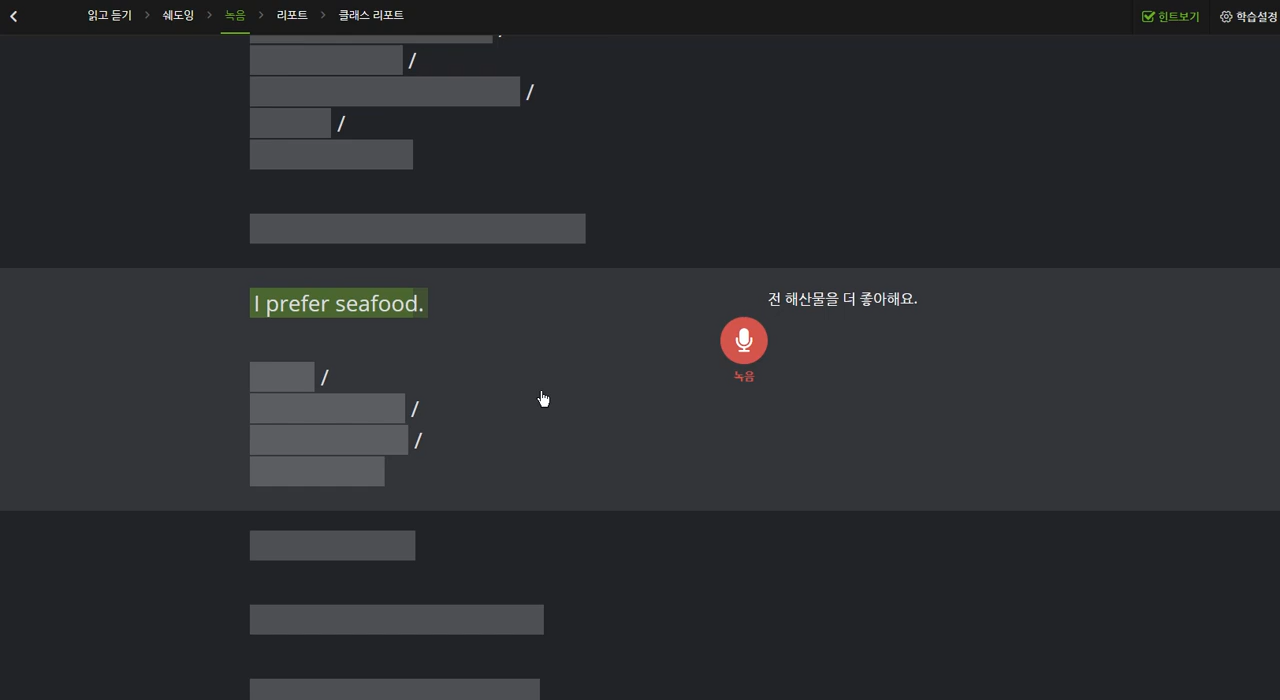 읽고 듣기 > 쉐도잉 > 녹음 > 리포트 > 클래스 리포트
힌트보기 학습설정
/
/
/
/
I prefer seafood.
전 해산물을 더 좋아해요.
녹음
/
/
/